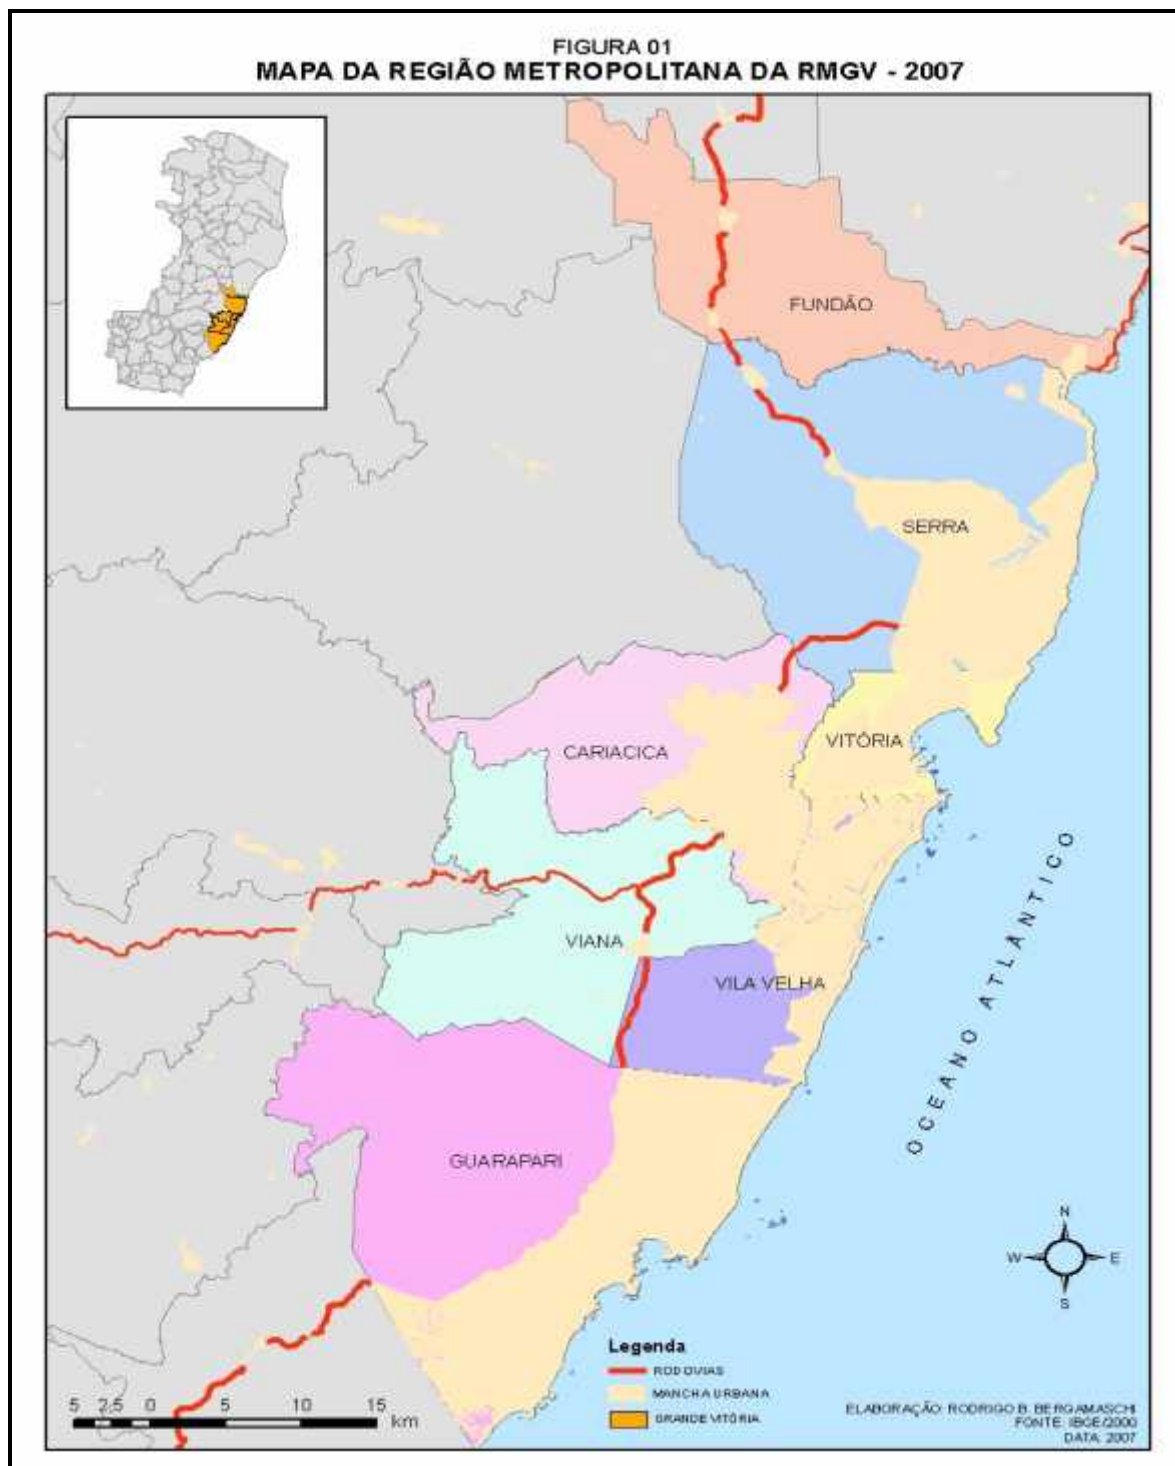 FIGURA 01
MAPA DA REGIÃO METROPOLITANA DA RMGV - 2007
FUNDÃO
SERRA
VITÓRIA
CARIACICA
VIANA
VILA VELHA
GUARAPARI
OCEANO ATLÂNTICO
N
W E
S
Legenda
RODOVIAS
MANCHA URBANA
GRANDE VITÓRIA
5 2,5 0 5 10 15
km
ELABORAÇÃO: RODRIGO B. BERGAMASCHI
FONTE: IBGE/2000
DATA: 2007